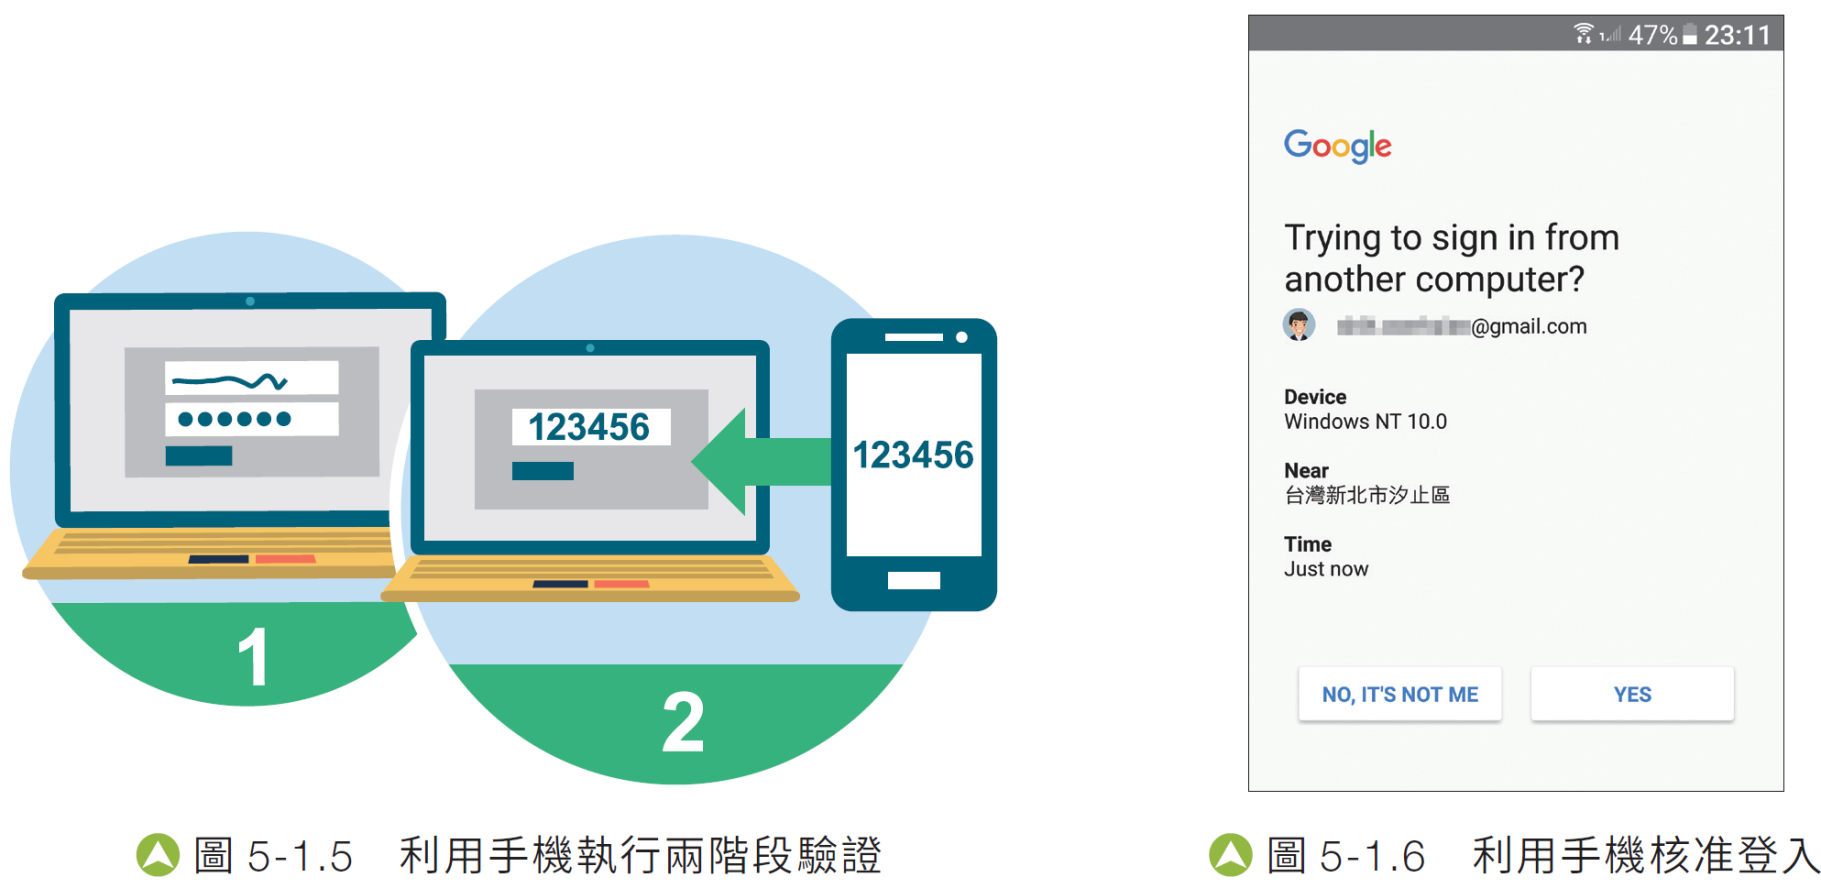 123456
123456
1
2
圖 5-1.5 利用手機執行兩階段驗證
47% 23:11
Google
Trying to sign in from
another computer?
@gmail.com
Device
Windows NT 10.0
Near
台灣新北市汐止區
Time
Just now
NO, IT'S NOT ME YES
圖 5-1.6 利用手機核准登入